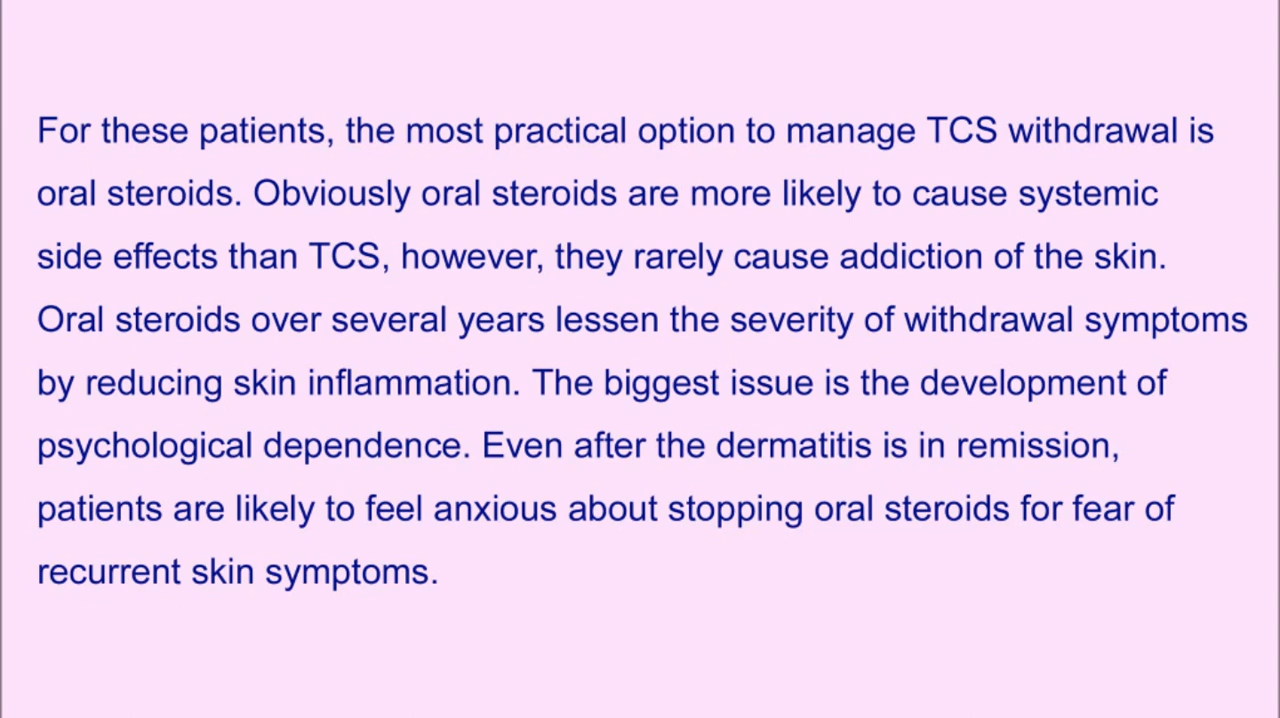 For these patients, the most practical option to manage TCS withdrawal is
oral steroids. Obviously oral steroids are more likely to cause systemic
side effects than TCS, however, they rarely cause addiction of the skin.
Oral steroids over several years lessen the severity of withdrawal symptoms
by reducing skin inflammation. The biggest issue is the development of
psychological dependence. Even after the dermatitis is in remission,
patients are likely to feel anxious about stopping oral steroids for fear of
recurrent skin symptoms.